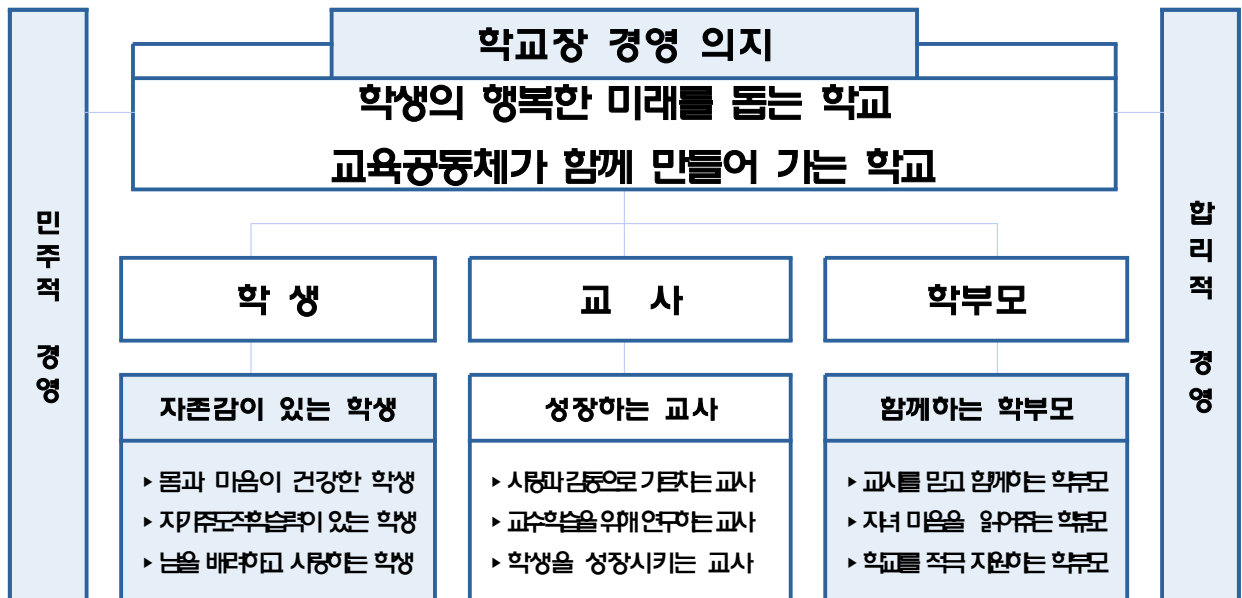 학교장 경영 의지
학생의 행복한 미래를 돕는 학교
교육공동체가 함께 만들어 가는 학교
민주적 경영
합리적 경영
학 생
교 사
학부모
자존감이 있는 학생
▸몸과 마음이 건강한 학생
▸자기주도적학습력이 있는 학생
▸남을 배려하고 사랑하는 학생
성장하는 교사
▸사랑과 감동으로 가르치는 교사
▸교수학습을 위해 연구하는 교사
▸학생을 성장시키는 교사
함께하는 학부모
▸교사를 믿고 함께하는 학부모
▸자녀 마음을 읽어주는 학부모
▸학교를 적극 지원하는 학부모